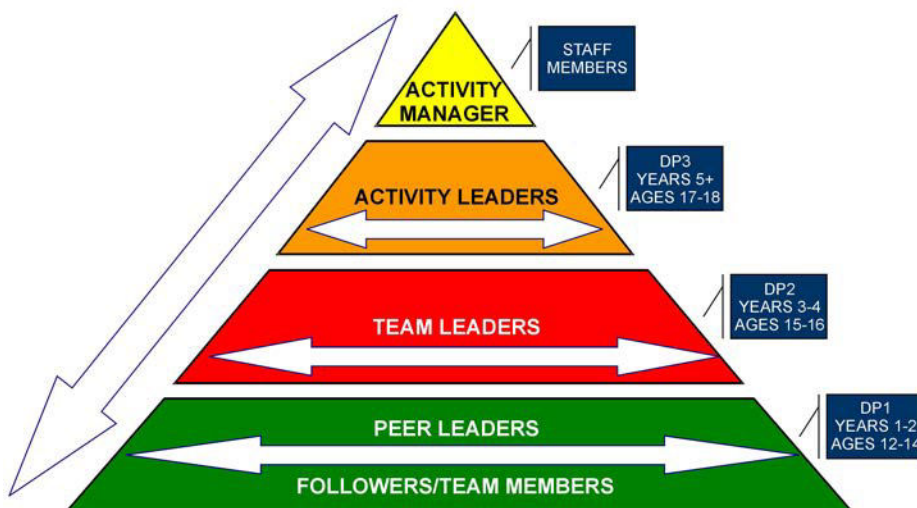 STAFF
MEMBERS
ACTIVITY
MANAGER
DP3
YEARS 5+
AGES 17-18
ACTIVITY LEADERS
DP2
YEARS 3-4
AGES 15-16
TEAM LEADERS
DP1
YEARS 1-2
AGES 12-14
PEER LEADERS
FOLLOWERS/TEAM MEMBERS